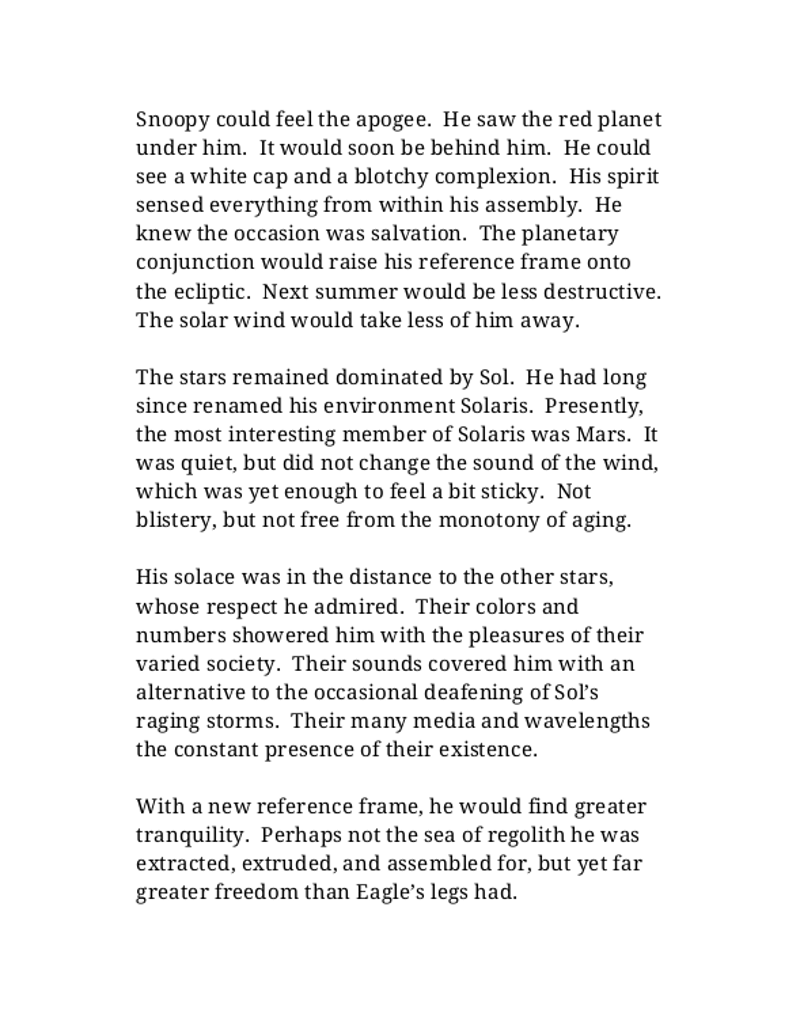 Snoopy could feel the apogee.  He saw the red planet
under him.  It would soon be behind him.  He could
see a white cap and a blotchy complexion.  His spirit
sensed everything from within his assembly.  He
knew the occasion was salvation.  The planetary
conjunction would raise his reference frame onto
the ecliptic.  Next summer would be less destructive.
The solar wind would take less of him away.

The stars remained dominated by Sol.  He had long
since renamed his environment Solaris.  Presently,
the most interesting member of Solaris was Mars.  It
was quiet, but did not change the sound of the wind,
which was yet enough to feel a bit sticky.  Not
blistery, but not free from the monotony of aging.

His solace was in the distance to the other stars,
whose respect he admired.  Their colors and
numbers showered him with the pleasures of their
varied society.  Their sounds covered him with an
alternative to the occasional deafening of Sol’s
raging storms.  Their many media and wavelengths
the constant presence of their existence.

With a new reference frame, he would find greater
tranquility.  Perhaps not the sea of regolith he was
extracted, extruded, and assembled for, but yet far
greater freedom than Eagle’s legs had.